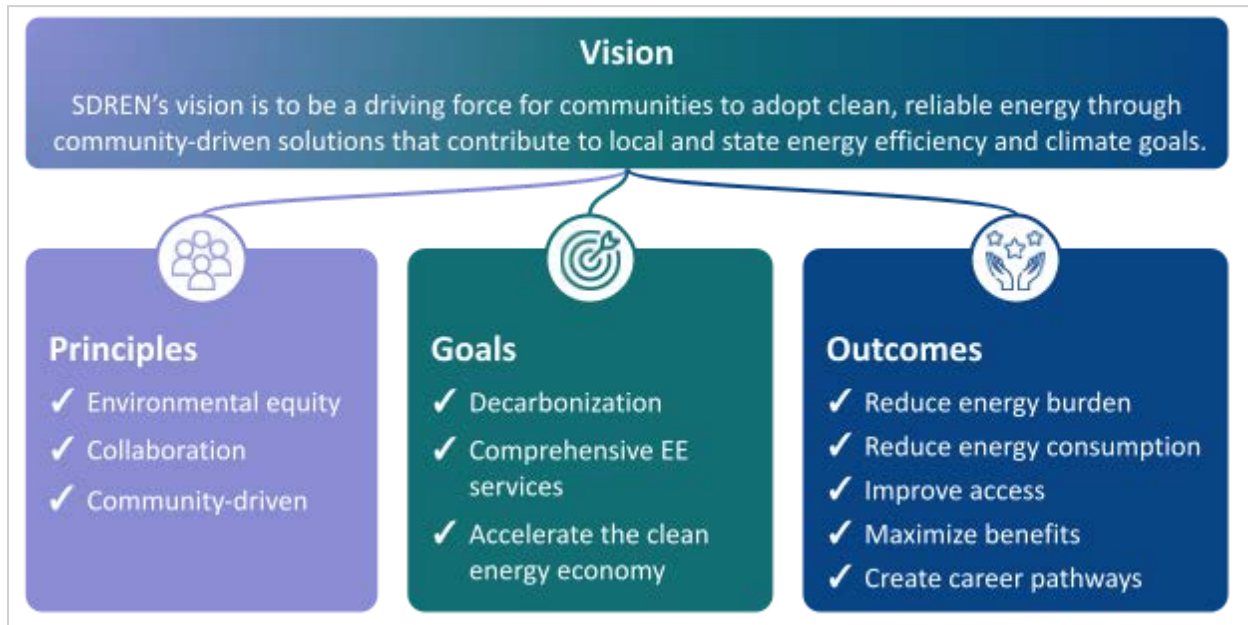 Vision
SDREN’s vision is to be a driving force for communities to adopt clean, reliable energy through
community-driven solutions that contribute to local and state energy efficiency and climate goals.
Principles
✓ Environmental equity
✓ Collaboration
✓ Community-driven
Goals
✓ Decarbonization
✓ Comprehensive EE
services
✓ Accelerate the clean
energy economy
Outcomes
✓ Reduce energy burden
✓ Reduce energy consumption
✓ Improve access
✓ Maximize benefits
✓ Create career pathways